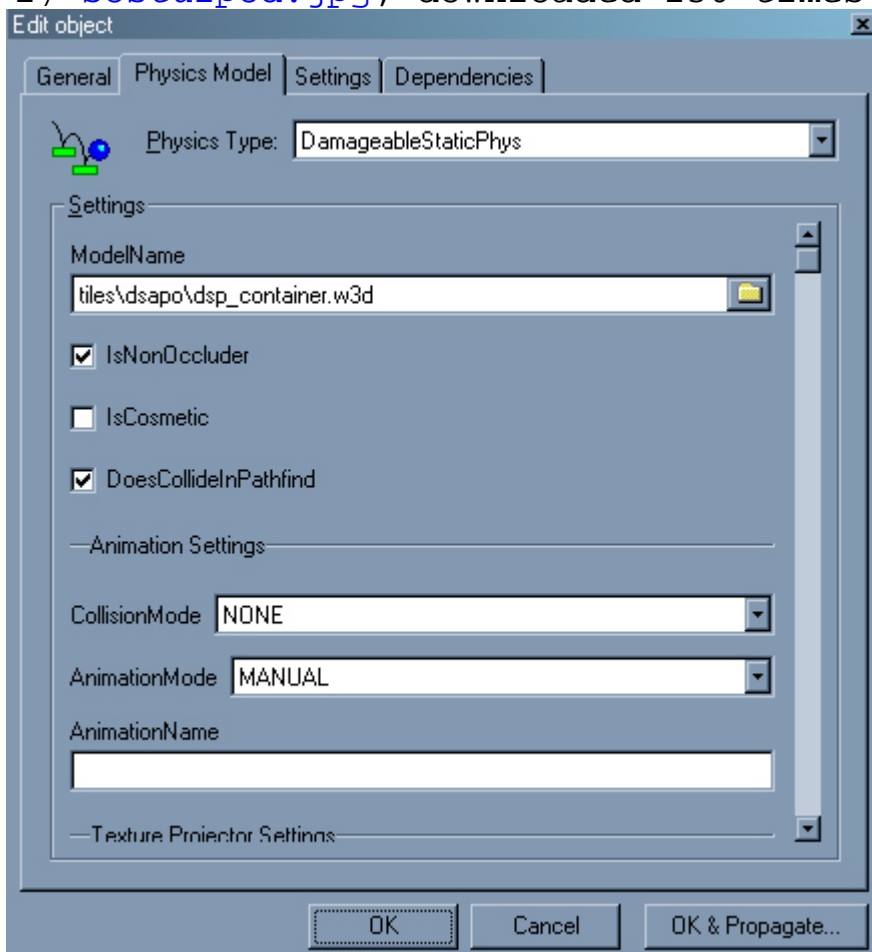 Edit object
General Physics Model Settings Dependencies
Physics Type: DamageableStaticPhys
Settings
ModelName
tiles\dsapo\dsp_container.w3d
IsNonOccluder
IsCosmetic
DoesCollideInPathfind
Animation Settings
CollisionMode NONE
AnimationMode MANUAL
AnimationName
Texture Projector Settings
OK Cancel OK & Propagate...